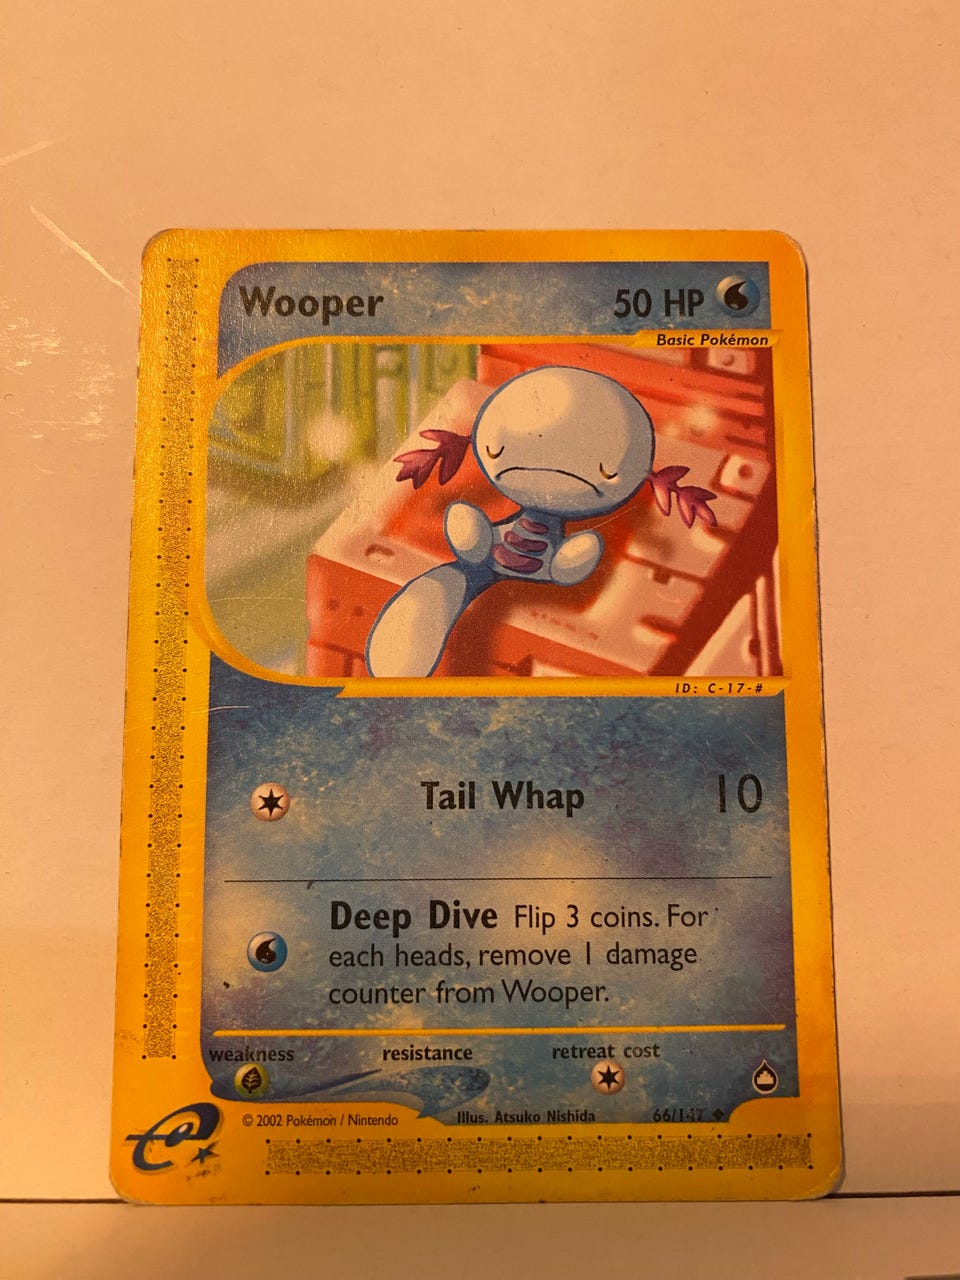 Wooper
50 HP
Basic Pokémon
ID: C-17-#
Tail Whap 10
Deep Dive Flip 3 coins. For
each heads, remove 1 damage
counter from Wooper.
weakness resistance retreat cost
© 2002 Pokémon / Nintendo Illus. Atsuko Nishida 66/147
e